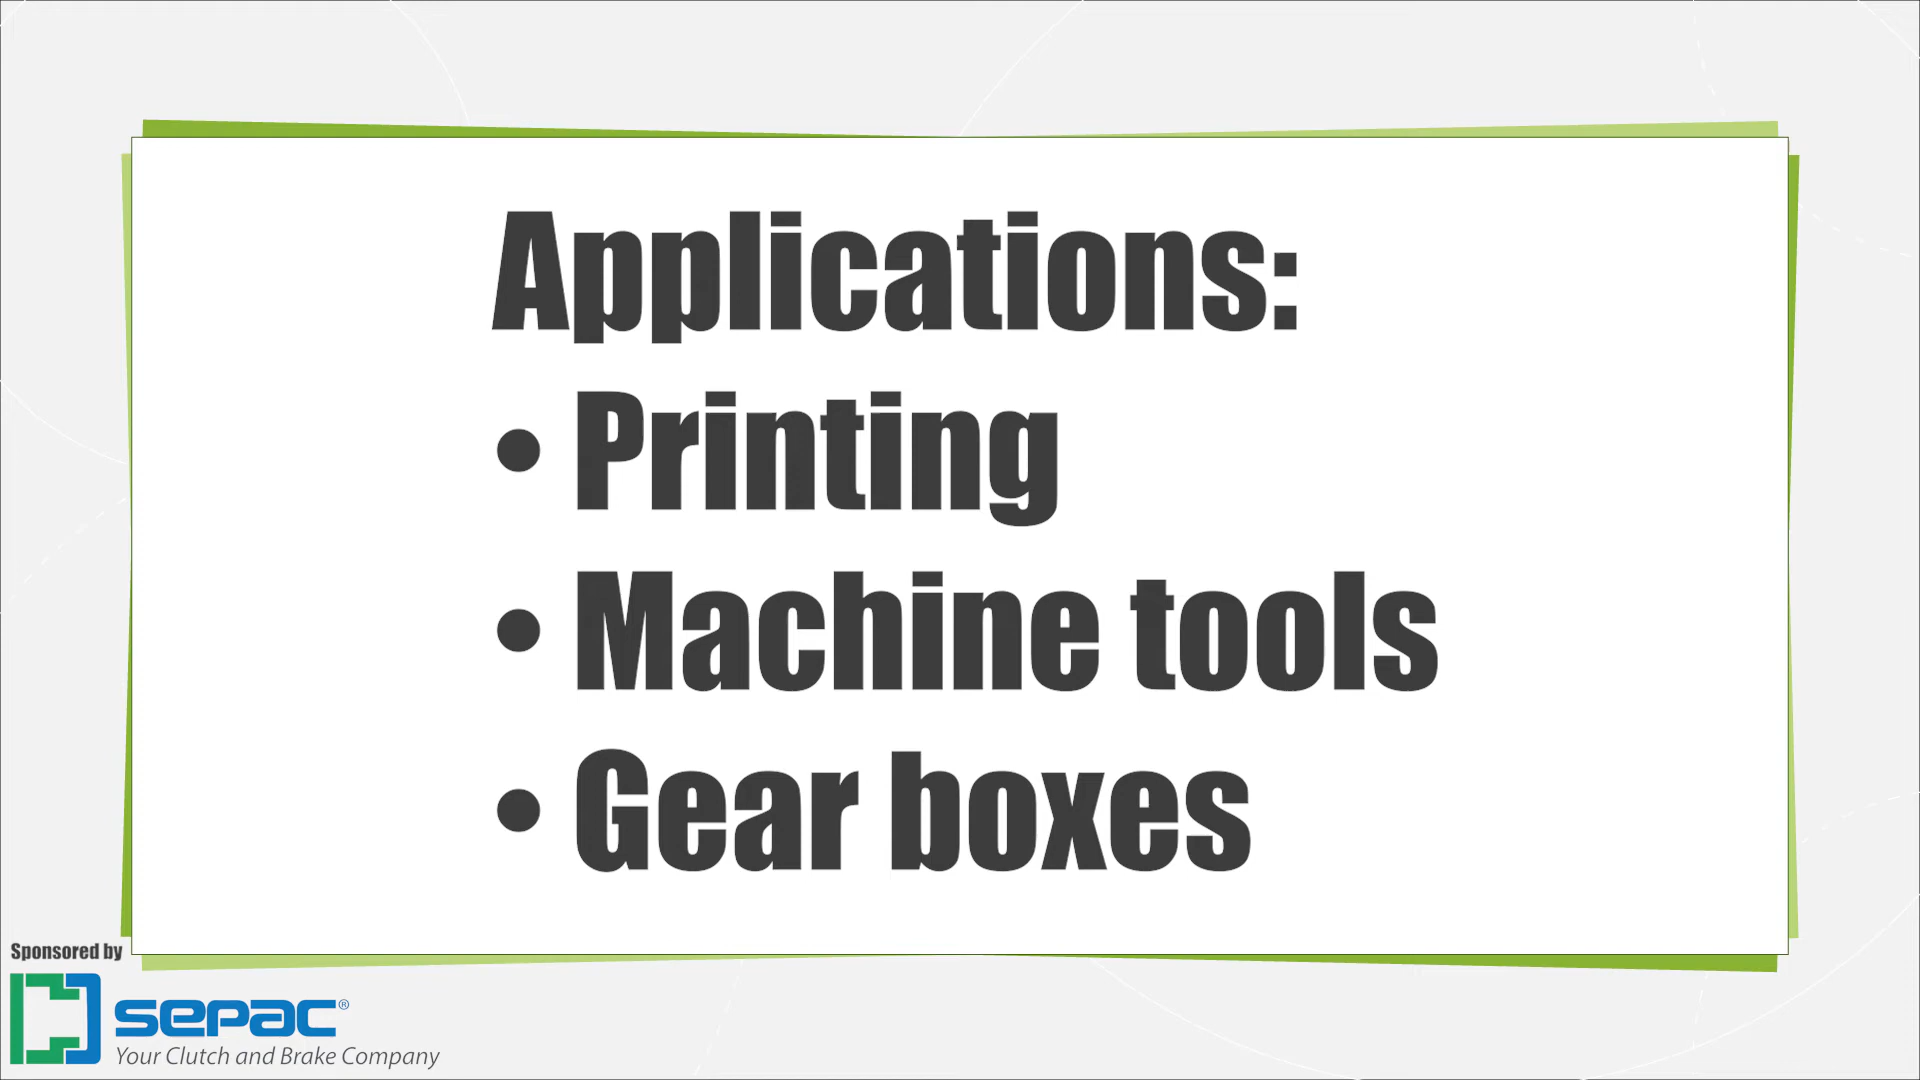 Applications:
• Printing
• Machine tools
• Gear boxes
Sponsored by
sepac®
Your Clutch and Brake Company